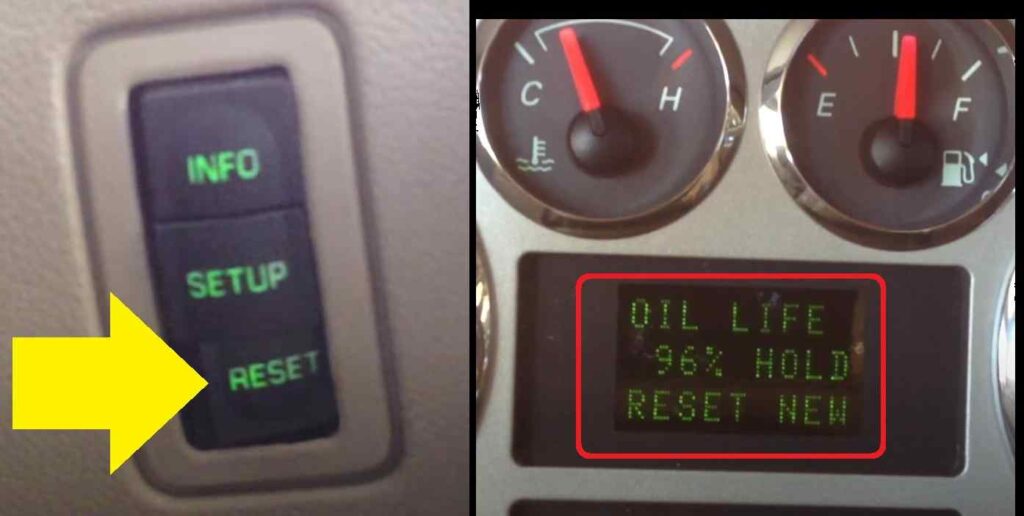 INFO
SETUP
RESET
C H
E F
OIL LIFE
96% HOLD
RESET NEW